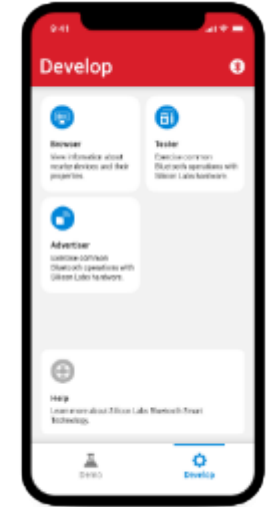 9:41
Develop
Browser
View information about
nearby devices and their
properties.
Tester
Exercise common
Bluetooth operations with
Silicon Labs hardware.
Advertiser
Exercise common
Bluetooth operations with
Silicon Labs hardware.
Help
Learn more about Silicon Labs Bluetooth Smart
Technology.
Demo
Develop